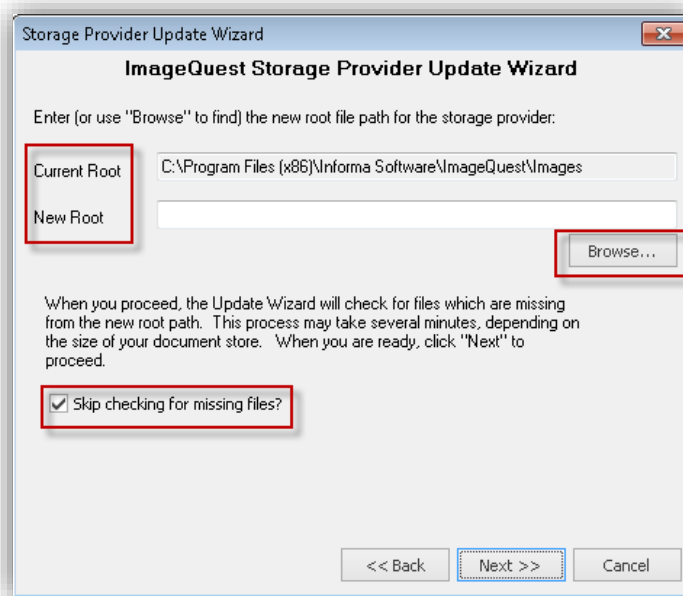 Storage Provider Update Wizard
ImageQuest Storage Provider Update Wizard
Enter (or use "Browse" to find) the new root file path for the storage provider:
Current Root
C:\Program Files (x86)\Informa Software\ImageQuest\Images
New Root
Browse...
When you proceed, the Update Wizard will check for files which are missing
from the new root path.  This process may take several minutes, depending on
the size of your document store.   When you are ready, click "Next" to
proceed.
Skip checking for missing files?
<< Back
Next >>
Cancel